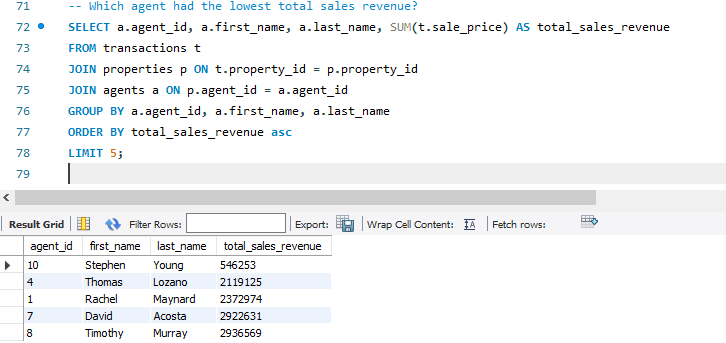 71 -- Which agent had the lowest total sales revenue?
72 SELECT a.agent_id, a.first_name, a.last_name, SUM(t.sale_price) AS total_sales_revenue
73 FROM transactions t
74 JOIN properties p ON t.property_id = p.property_id
75 JOIN agents a ON p.agent_id = a.agent_id
76 GROUP BY a.agent_id, a.first_name, a.last_name
77 ORDER BY total_sales_revenue asc
78 LIMIT 5;
79
Result Grid Filter Rows: Export: Wrap Cell Content: Fetch rows:
agent_id first_name last_name total_sales_revenue
10 Stephen Young 546253
4 Thomas Lozano 2119125
1 Rachel Maynard 2372974
7 David Acosta 2922631
8 Timothy Murray 2936569